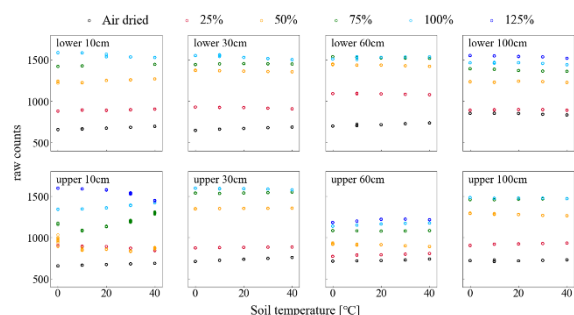 Air dried 25% 50% 75% 100% 125%
lower 10cm lower 30cm lower 60cm lower 100cm
1500
1000
500
raw counts
upper 10cm upper 30cm upper 60cm upper 100cm
1500
1000
500
0 10 20 30 40 0 10 20 30 40 0 10 20 30 40 0 10 20 30 40
Soil temperature [°C]